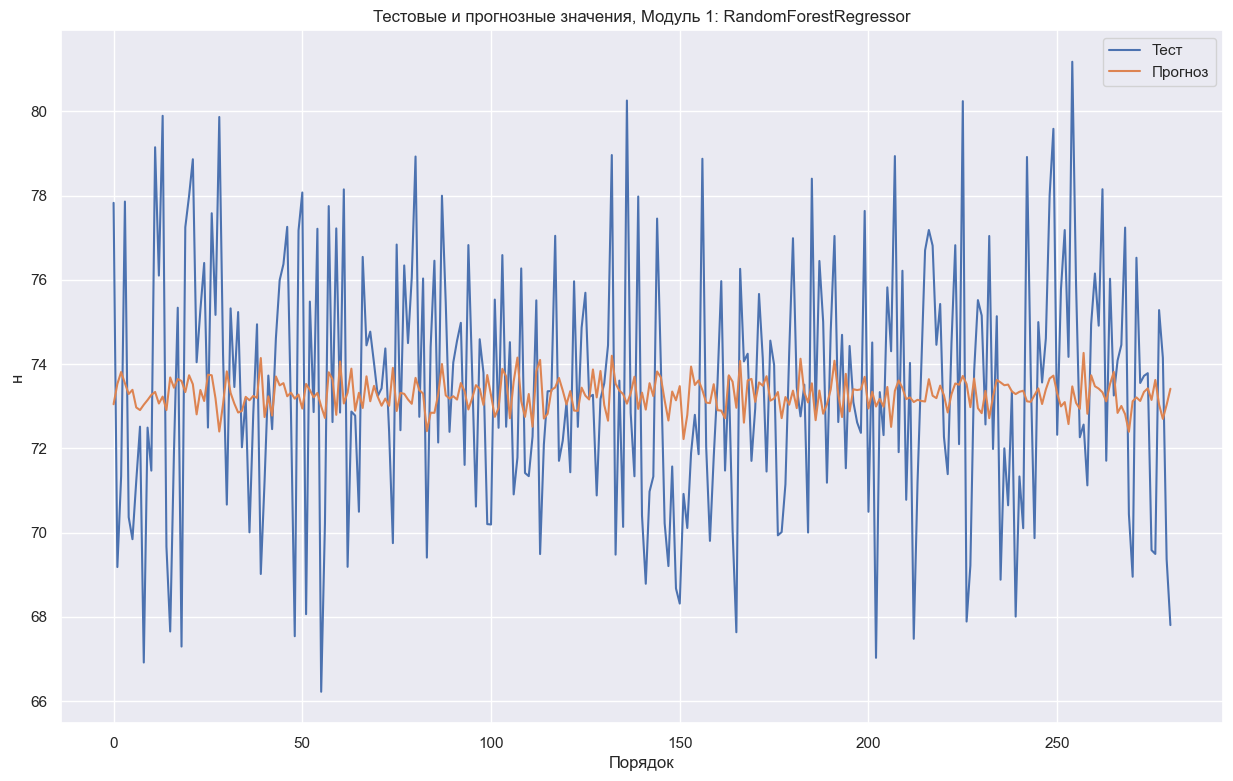 Тестовые и прогнозные значения, Модуль 1: RandomForestRegressor
Тест
Прогноз
80
78
76
74
72
70
68
66
н
0
50
100
150
200
250
Порядок